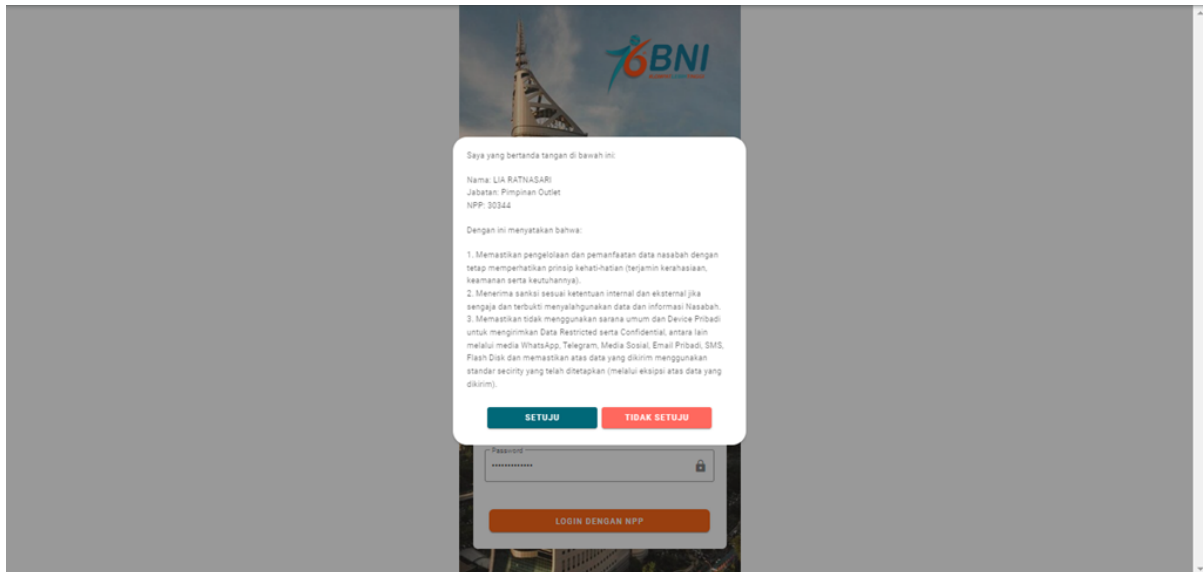 76 BNI
Saya yang bertanda tangan di bawah ini:
Nama: LIA RATNASARI
Jabatan: Pimpinan Outlet
NPP: 30344
Dengan ini menyatakan bahwa:
1. Memastikan pengelolaan dan pemanfaatan data nasabah dengan
tetap memperhatikan prinsip kehati-hatian (terjamin kerahasiaan,
keamanan serta keutuhannya).
2. Menerima sanksi sesuai ketentuan internal dan eksternal jika
sengaja dan terbukti menyalahgunakan data dan informasi Nasabah.
3. Memastikan tidak menggunakan sarana umum dan Device Pribadi
untuk mengirimkan Data Restricted serta Confidential, antara lain
melalui media WhatsApp, Telegram, Media Sosial, Email Pribadi, SMS,
Flash Disk dan memastikan atas data yang dikirim menggunakan
standar secirity yang telah ditetapkan (melalui eksipsi atas data yang
dikirim).
SETUJU TIDAK SETUJU
Password
LOGIN DENGAN NPP